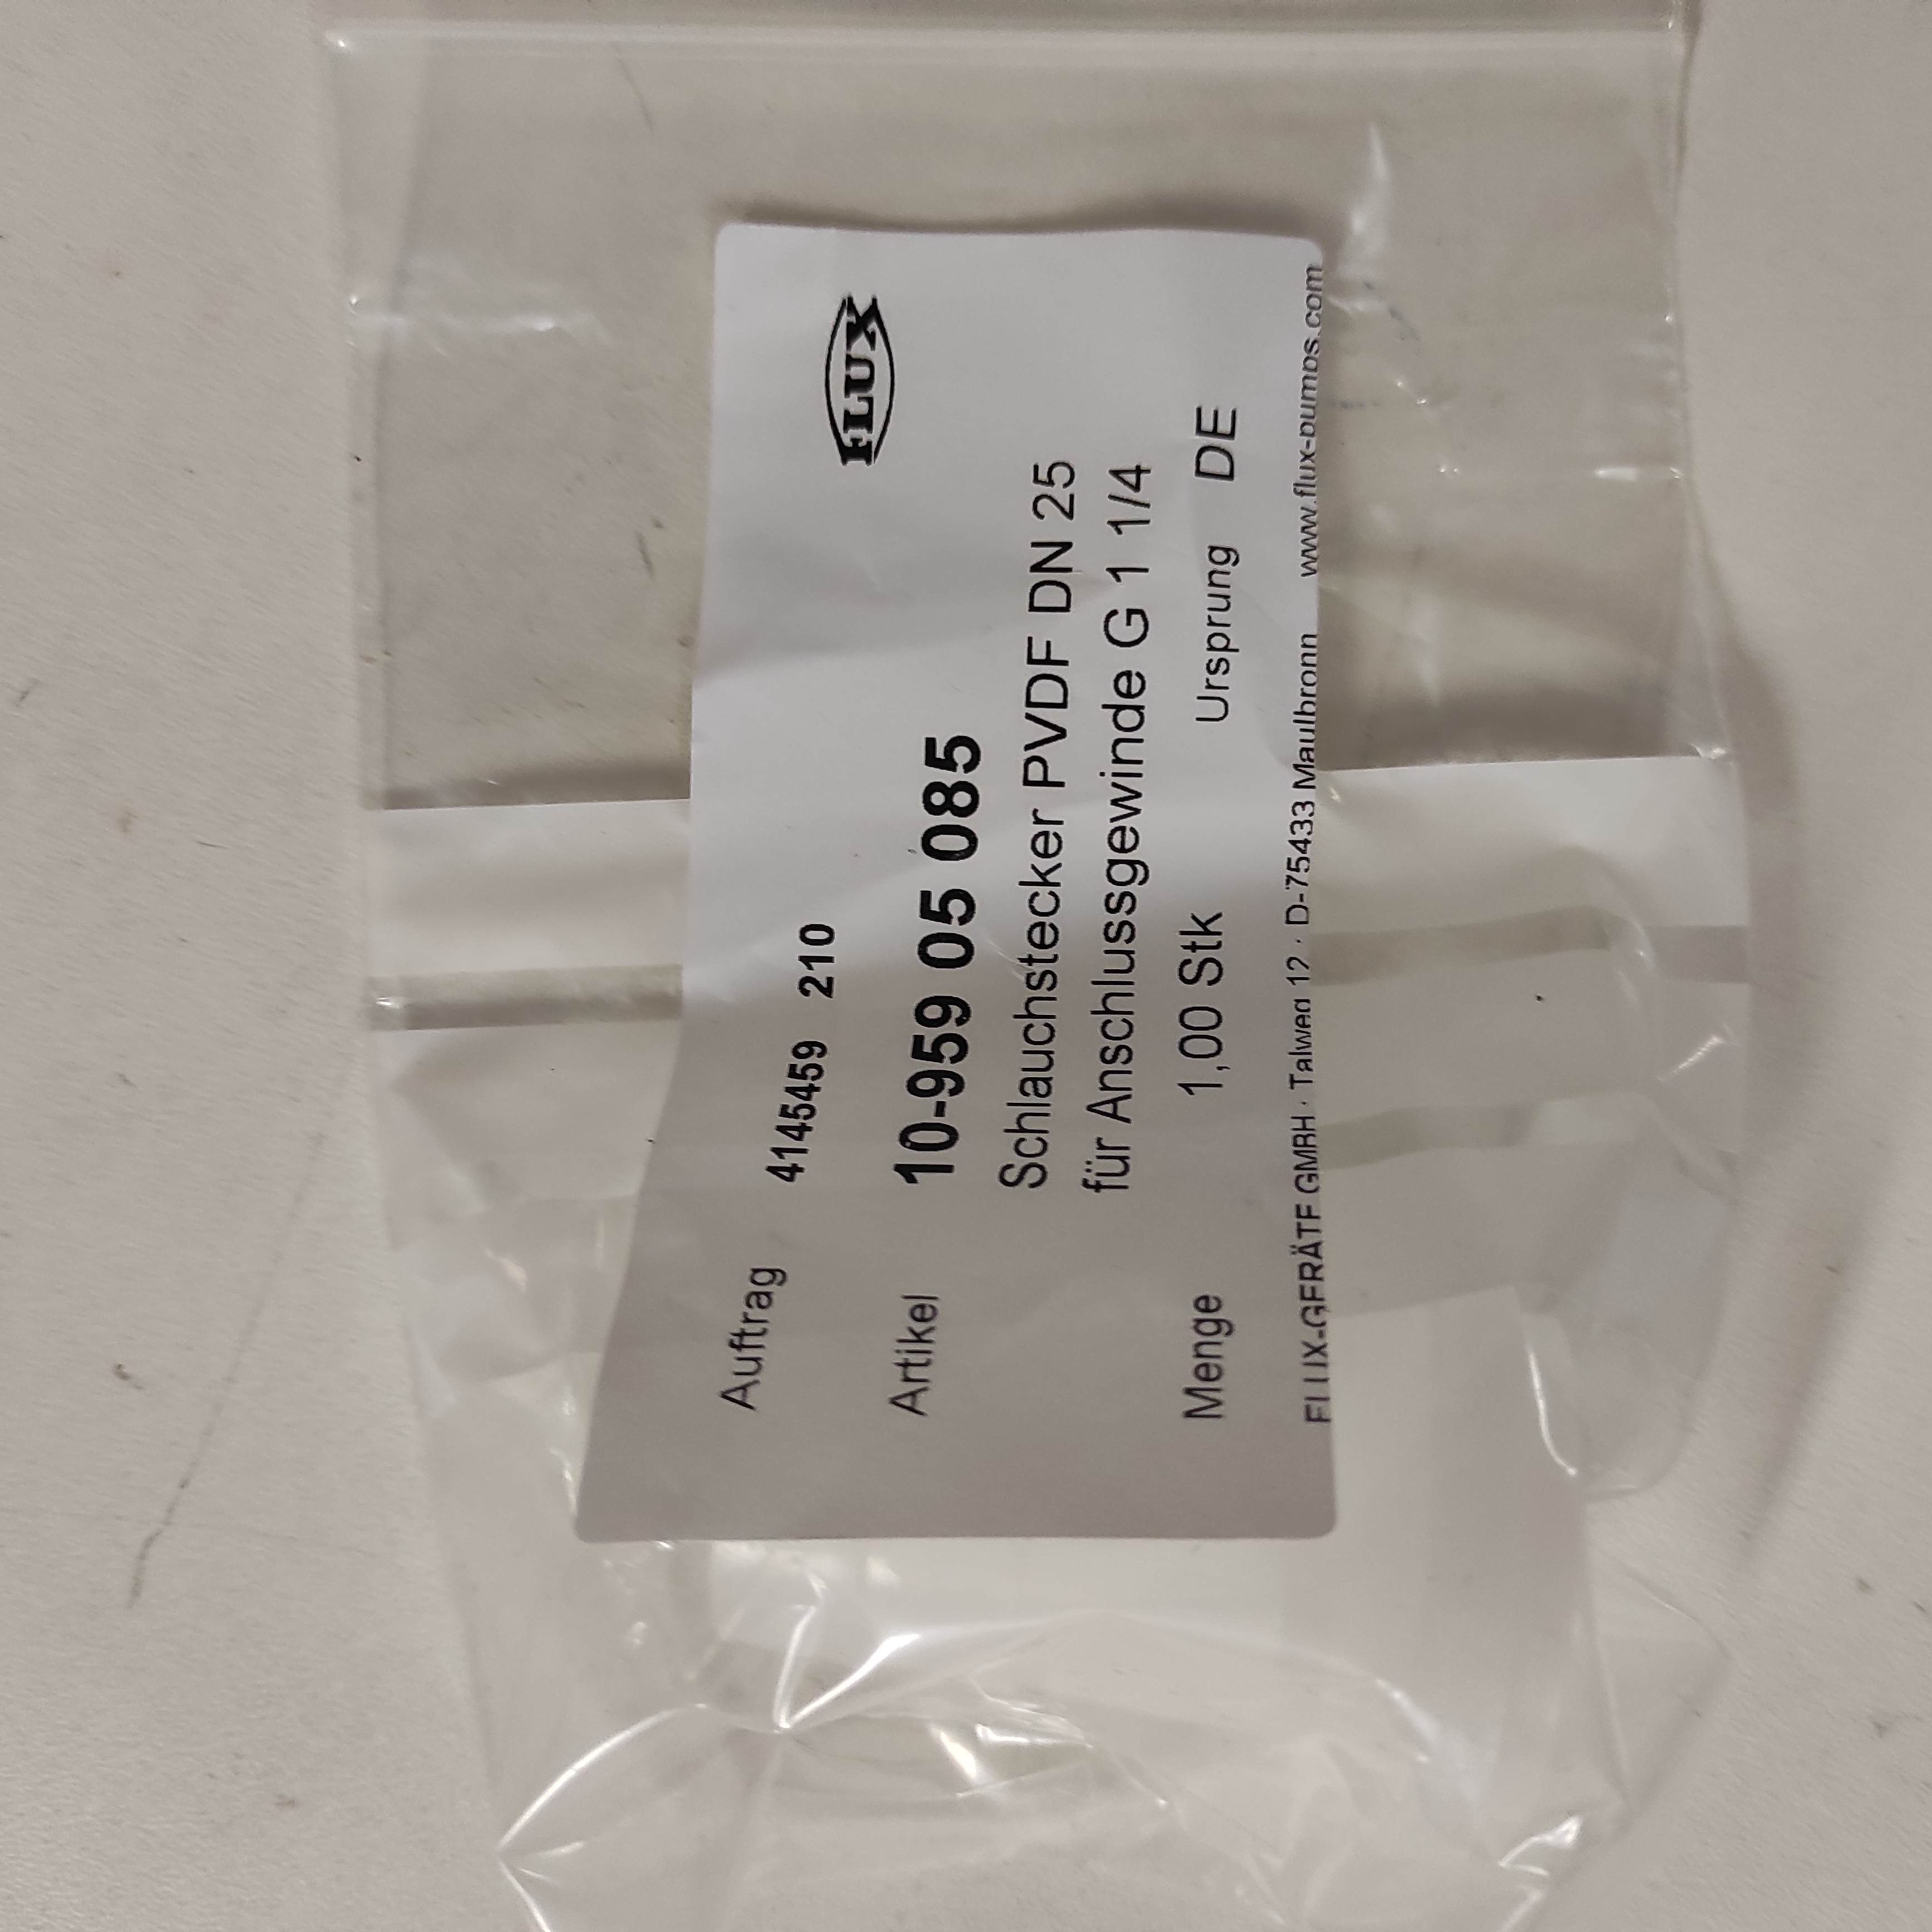 FLUX
Auftrag 4145459 210
Artikel 10-959 05 085
Schlauchstecker PVDF DN 25
für Anschlussgewinde G 1 1/4
Menge 1,00 Stk Ursprung DE
FLUX-GERÄTE GMBH · Talweg 12 · D-75433 Maulbronn www.flux-pumps.com